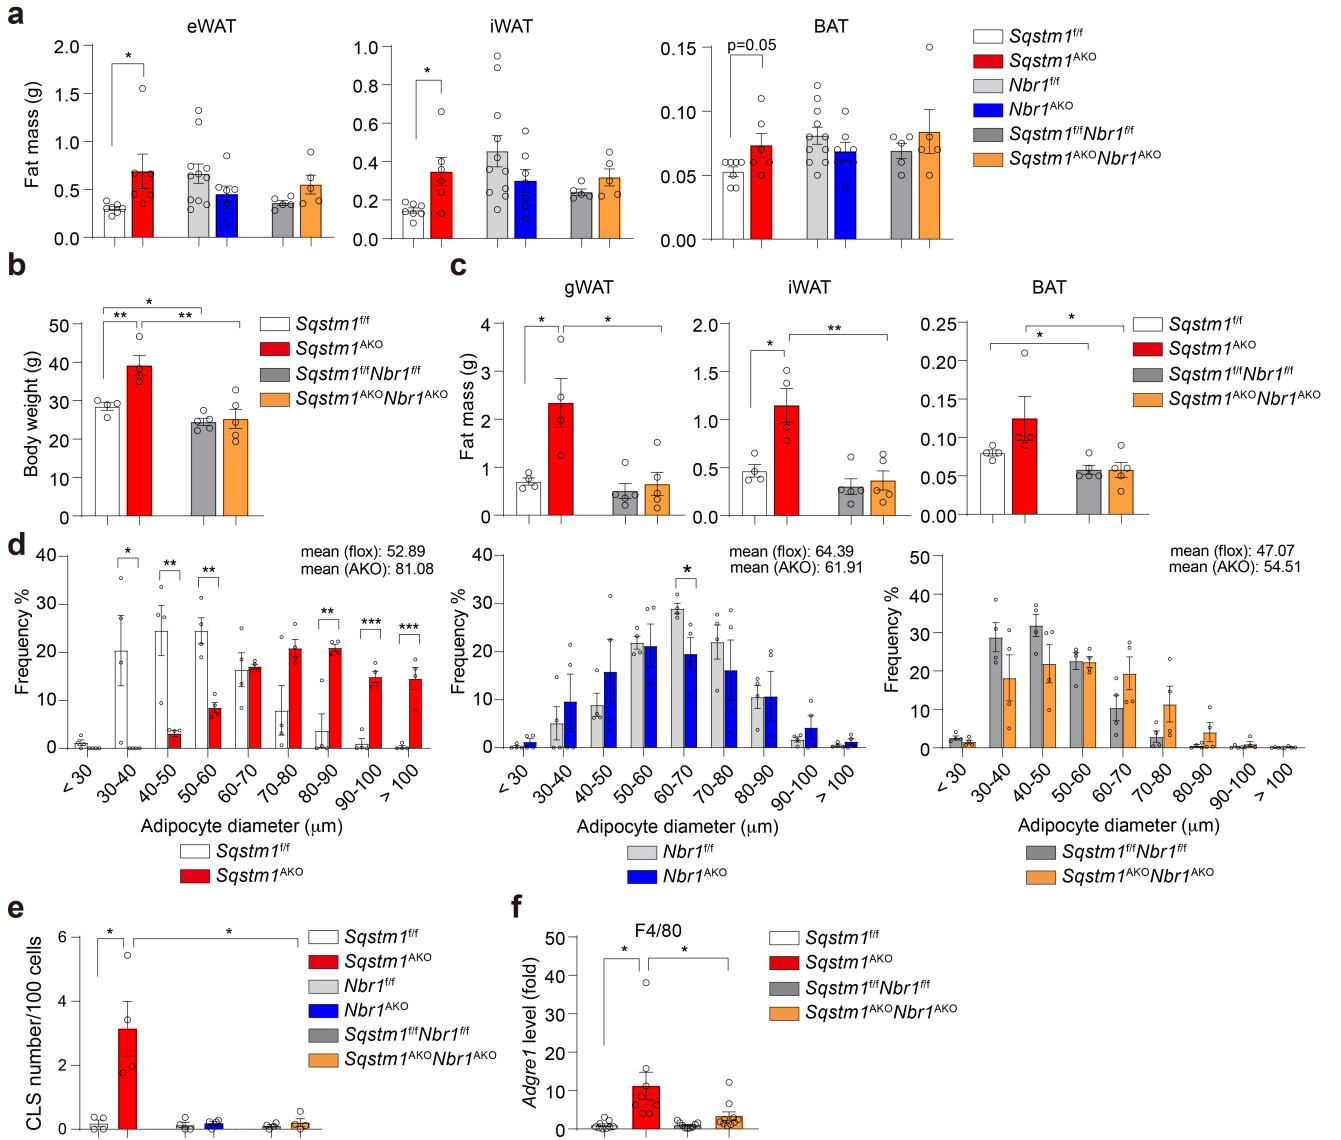 a
eWAT
iWAT
BAT
Fat mass (g)
2.0
1.5
1.0
0.5
0.0
*
1.0
0.8
0.6
0.4
0.2
0.0
*
0.15
0.10
0.05
0.00
p=0.05
Sqstm1f/f
Sqstm1AKO
Nbr1f/f
Nbr1AKO
Sqstm1f/fNbr1f/f
Sqstm1AKONbr1AKO
b
Body weight (g)
50
40
30
20
10
0
*
** **
Sqstm1f/f
Sqstm1AKO
Sqstm1f/fNbr1f/f
Sqstm1AKONbr1AKO
c
gWAT
iWAT
BAT
Fat mass (g)
4
3
2
1
0
* *
2.0
1.5
1.0
0.5
0.0
**
*
0.25
0.20
0.15
0.10
0.05
0.00
*
*
Sqstm1f/f
Sqstm1AKO
Sqstm1f/fNbr1f/f
Sqstm1AKONbr1AKO
d
Frequency %
40
30
20
10
0
* ** ** ** *** ***
mean (flox): 52.89
mean (AKO): 81.08
< 30 30-40 40-50 50-60 60-70 70-80 80-90 90-100 > 100
Adipocyte diameter (μm)
Sqstm1f/f
Sqstm1AKO
Frequency %
40
30
20
10
0
*
mean (flox): 64.39
mean (AKO): 61.91
< 30 30-40 40-50 50-60 60-70 70-80 80-90 90-100 > 100
Adipocyte diameter (μm)
Nbr1f/f
Nbr1AKO
Frequency %
50
40
30
20
10
0
mean (flox): 47.07
mean (AKO): 54.51
< 30 30-40 40-50 50-60 60-70 70-80 80-90 90-100 > 100
Adipocyte diameter (μm)
Sqstm1f/fNbr1f/f
Sqstm1AKONbr1AKO
e
CLS number/100 cells
6
4
2
0
* *
Sqstm1f/f
Sqstm1AKO
Nbr1f/f
Nbr1AKO
Sqstm1f/fNbr1f/f
Sqstm1AKONbr1AKO
f
F4/80
Adgre1 level (fold)
50
40
30
20
10
0
* *
Sqstm1f/f
Sqstm1AKO
Sqstm1f/fNbr1f/f
Sqstm1AKONbr1AKO